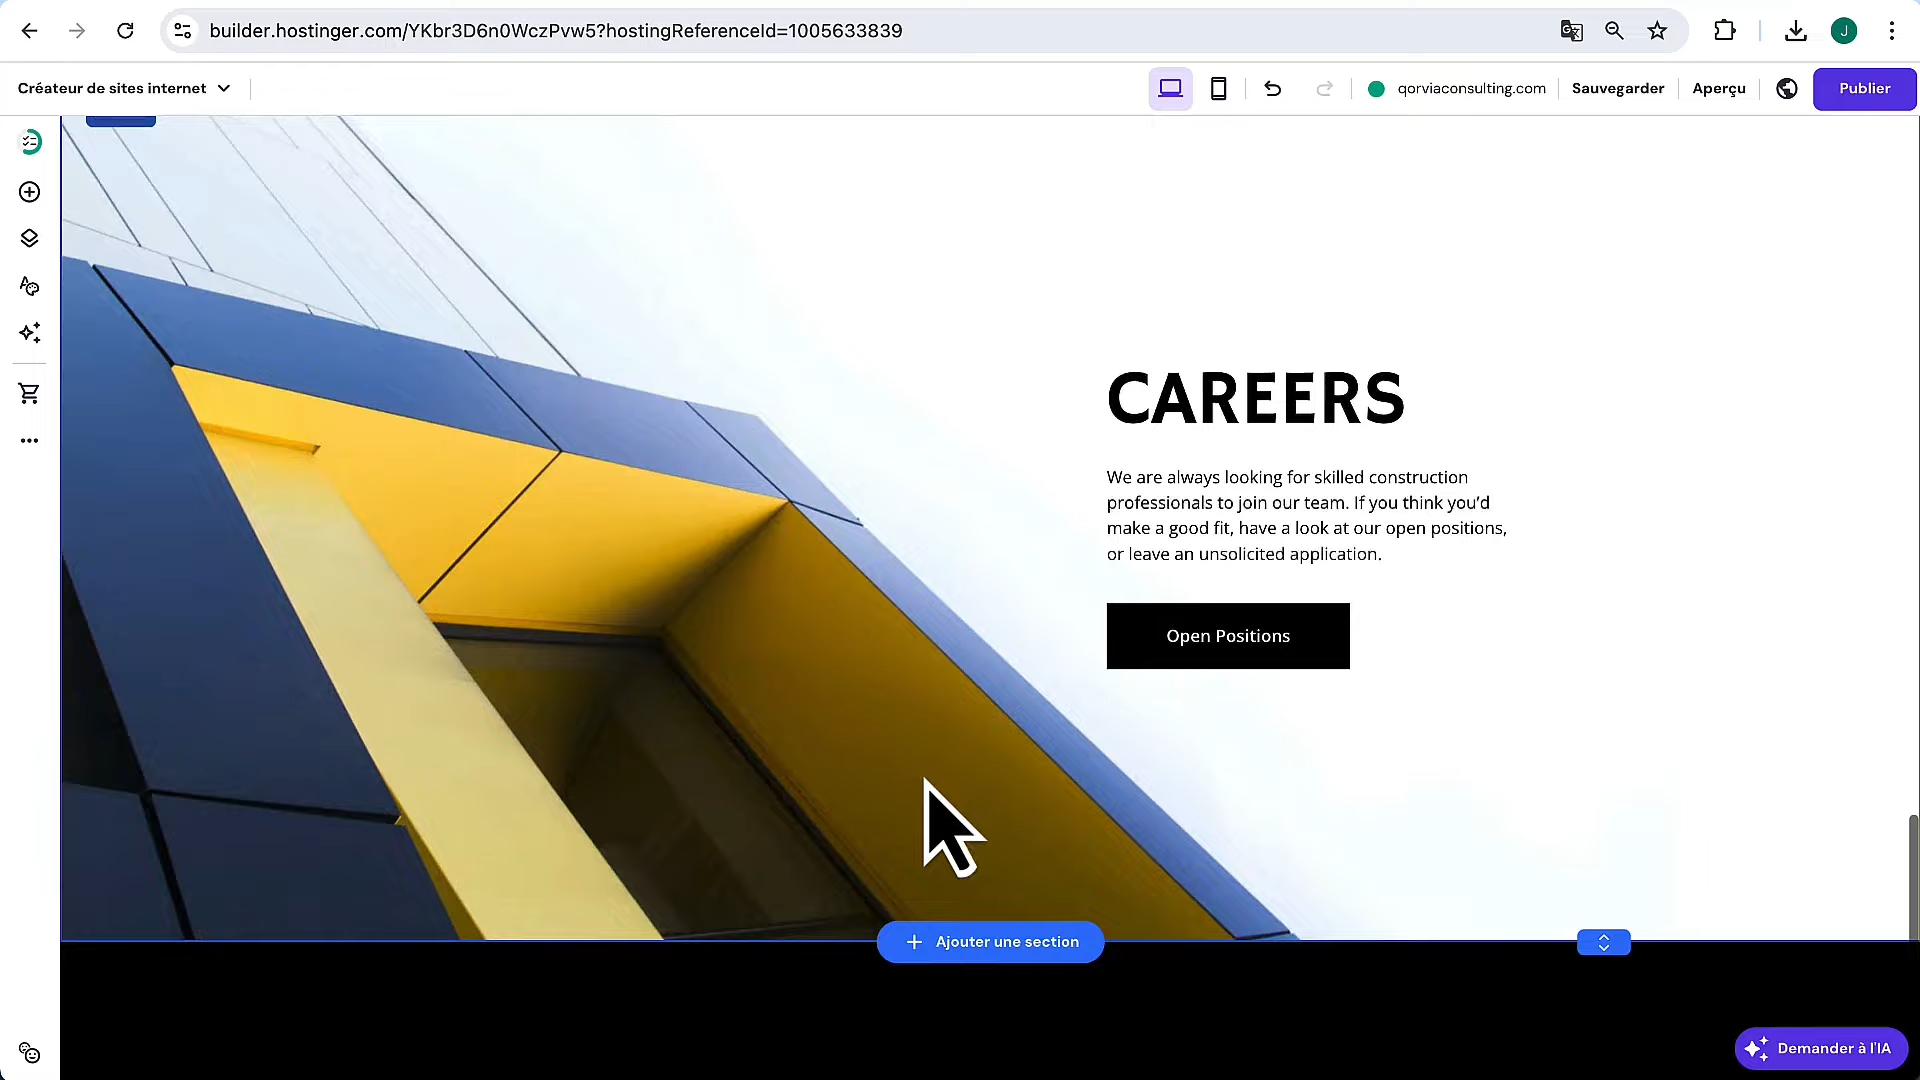 builder.hostinger.com/YKbr3D6n0WczPvw5?hostingReferenceId=1005633839
J
Créateur de sites internet
qorviaconsulting.com
Sauvegarder
Aperçu
Publier
CAREERS
We are always looking for skilled construction
professionals to join our team. If you think you'd
make a good fit, have a look at our open positions,
or leave an unsolicited application.
Open Positions
Ajouter une section
Demander à l'IA